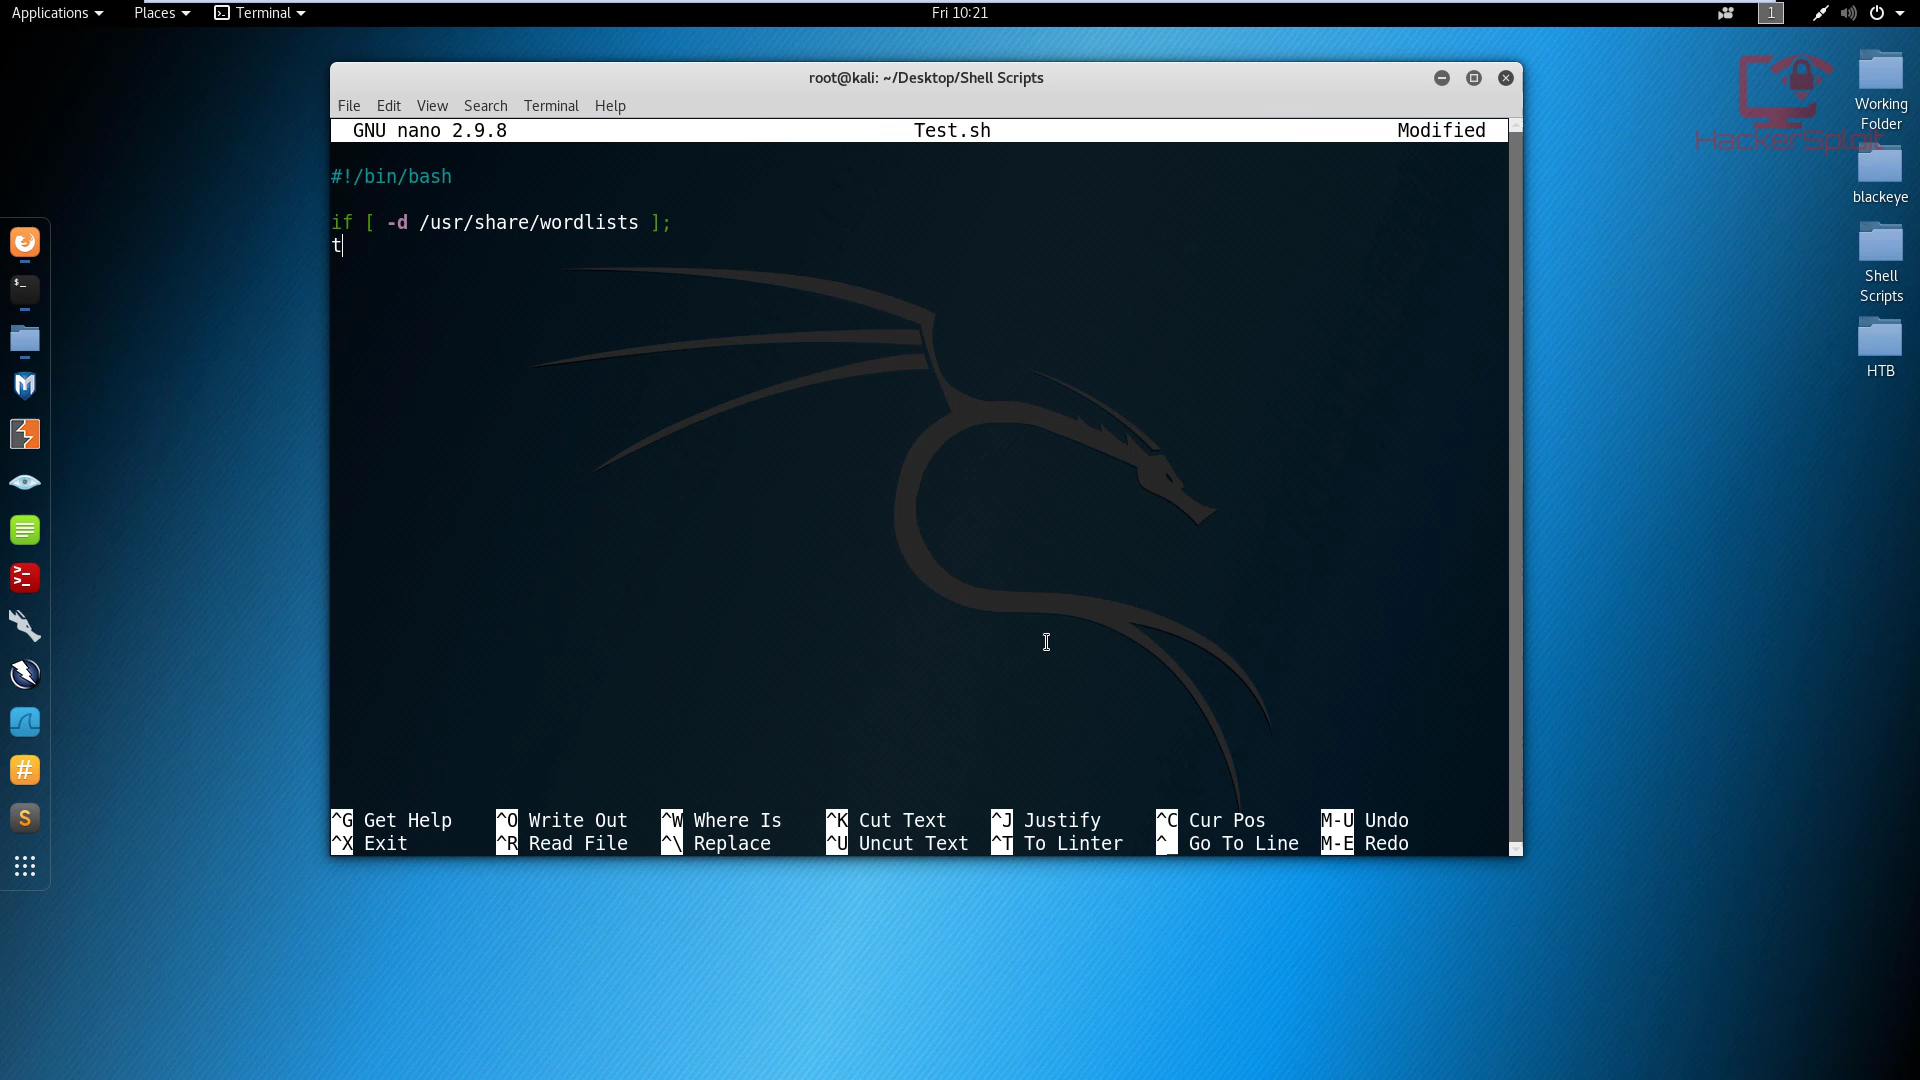 Applications Places Terminal Fri 10:21 1
root@kali: ~/Desktop/Shell Scripts
File Edit View Search Terminal Help
GNU nano 2.9.8 Test.sh Modified
#!/bin/bash
if [ -d /usr/share/wordlists ];
t
^G Get Help ^O Write Out ^W Where Is ^K Cut Text ^J Justify ^C Cur Pos M-U Undo
^X Exit ^R Read File ^\ Replace ^U Uncut Text ^T To Linter ^_ Go To Line M-E Redo
HackerSploit
Working
Folder
blackeye
Shell
Scripts
HTB
$_
M
#
S